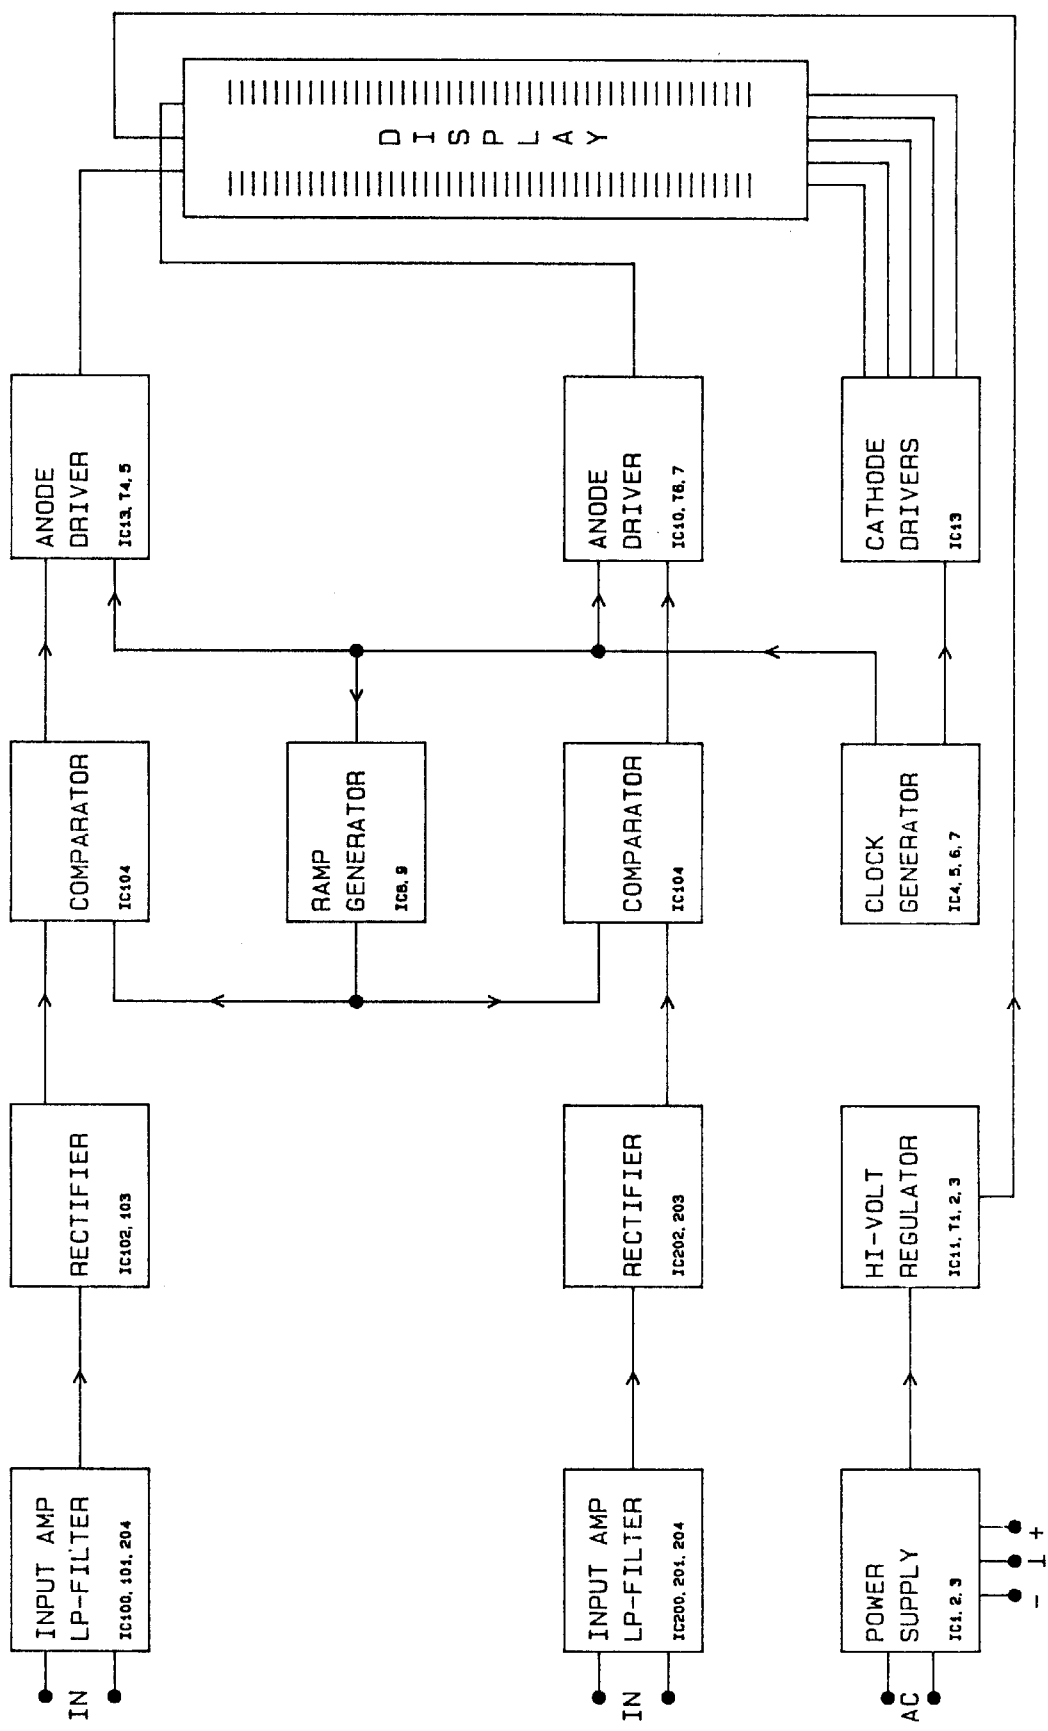 INPUT AMP
LP-FILTER
IC100, 101, 204
IN
RECTIFIER
IC102, 103
COMPARATOR
IC104
ANODE
DRIVER
IC13, T4, 5
RAMP
GENERATOR
IC8, 9
DISPLAY
INPUT AMP
LP-FILTER
IC200, 201, 204
IN
RECTIFIER
IC202, 203
COMPARATOR
IC104
ANODE
DRIVER
IC10, T6, 7
POWER
SUPPLY
IC1, 2, 3
AC
- ⊥ +
HI-VOLT
REGULATOR
IC11, T1, 2, 3
CLOCK
GENERATOR
IC4, 5, 6, 7
CATHODE
DRIVERS
IC13